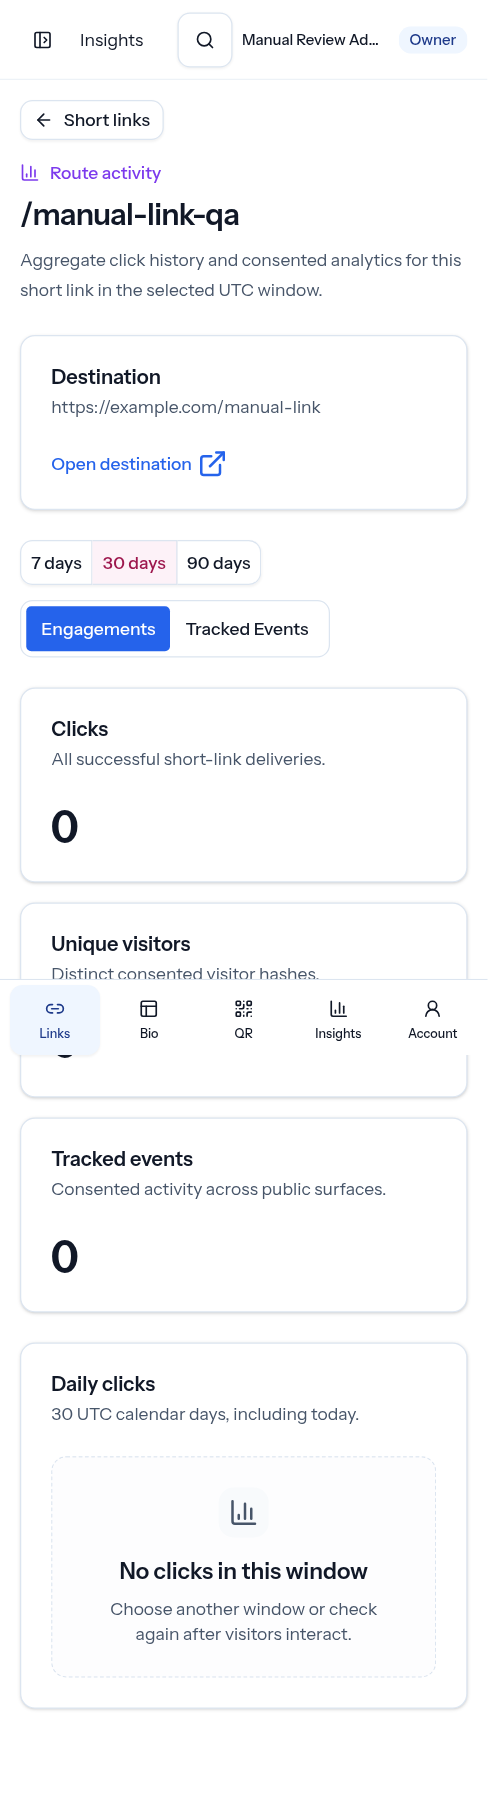 Insights
Manual Review Ad...
Owner
Short links
Route activity
/manual-link-qa
Aggregate click history and consented analytics for this
short link in the selected UTC window.
Destination
https://example.com/manual-link
Open destination
7 days
30 days
90 days
Engagements
Tracked Events
Clicks
All successful short-link deliveries.
0
Unique visitors
Distinct consented visitor hashes.
Links
Bio
QR
Insights
Account
Tracked events
Consented activity across public surfaces.
0
Daily clicks
30 UTC calendar days, including today.
No clicks in this window
Choose another window or check
again after visitors interact.